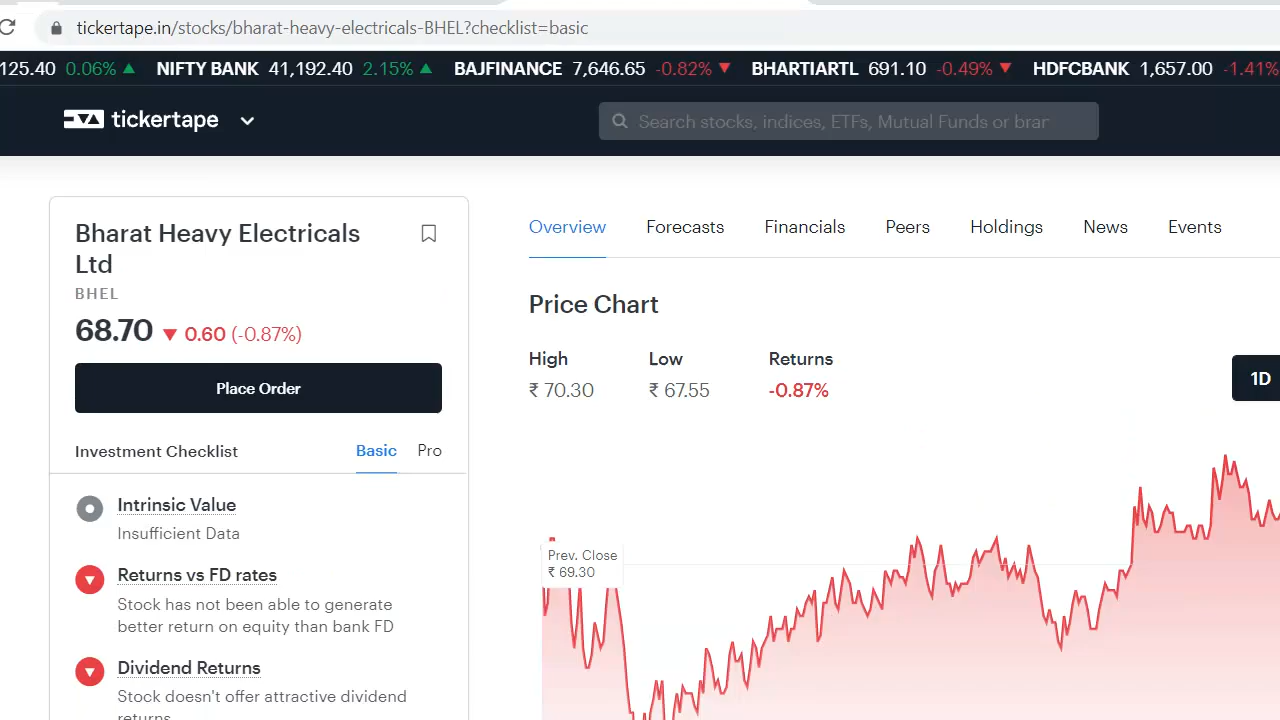 tickertape.in/stocks/bharat-heavy-electricals-BHEL?checklist=basic
125.40 0.06% ▲ NIFTY BANK 41,192.40 2.15% ▲ BAJFINANCE 7,646.65 -0.82% ▼ BHARTIARTL 691.10 -0.49% ▼ HDFCBANK 1,657.00 -1.41%
tickertape
Search stocks, indices, ETFs, Mutual Funds or brar
Bharat Heavy Electricals
Ltd
BHEL
68.70 ▼ 0.60 (-0.87%)
Place Order
Investment Checklist Basic Pro
Intrinsic Value
Insufficient Data
Returns vs FD rates
Stock has not been able to generate
better return on equity than bank FD
Dividend Returns
Stock doesn't offer attractive dividend
returns
Overview Forecasts Financials Peers Holdings News Events
Price Chart
High Low Returns
₹ 70.30 ₹ 67.55 -0.87%
1D
Prev. Close
₹ 69.30